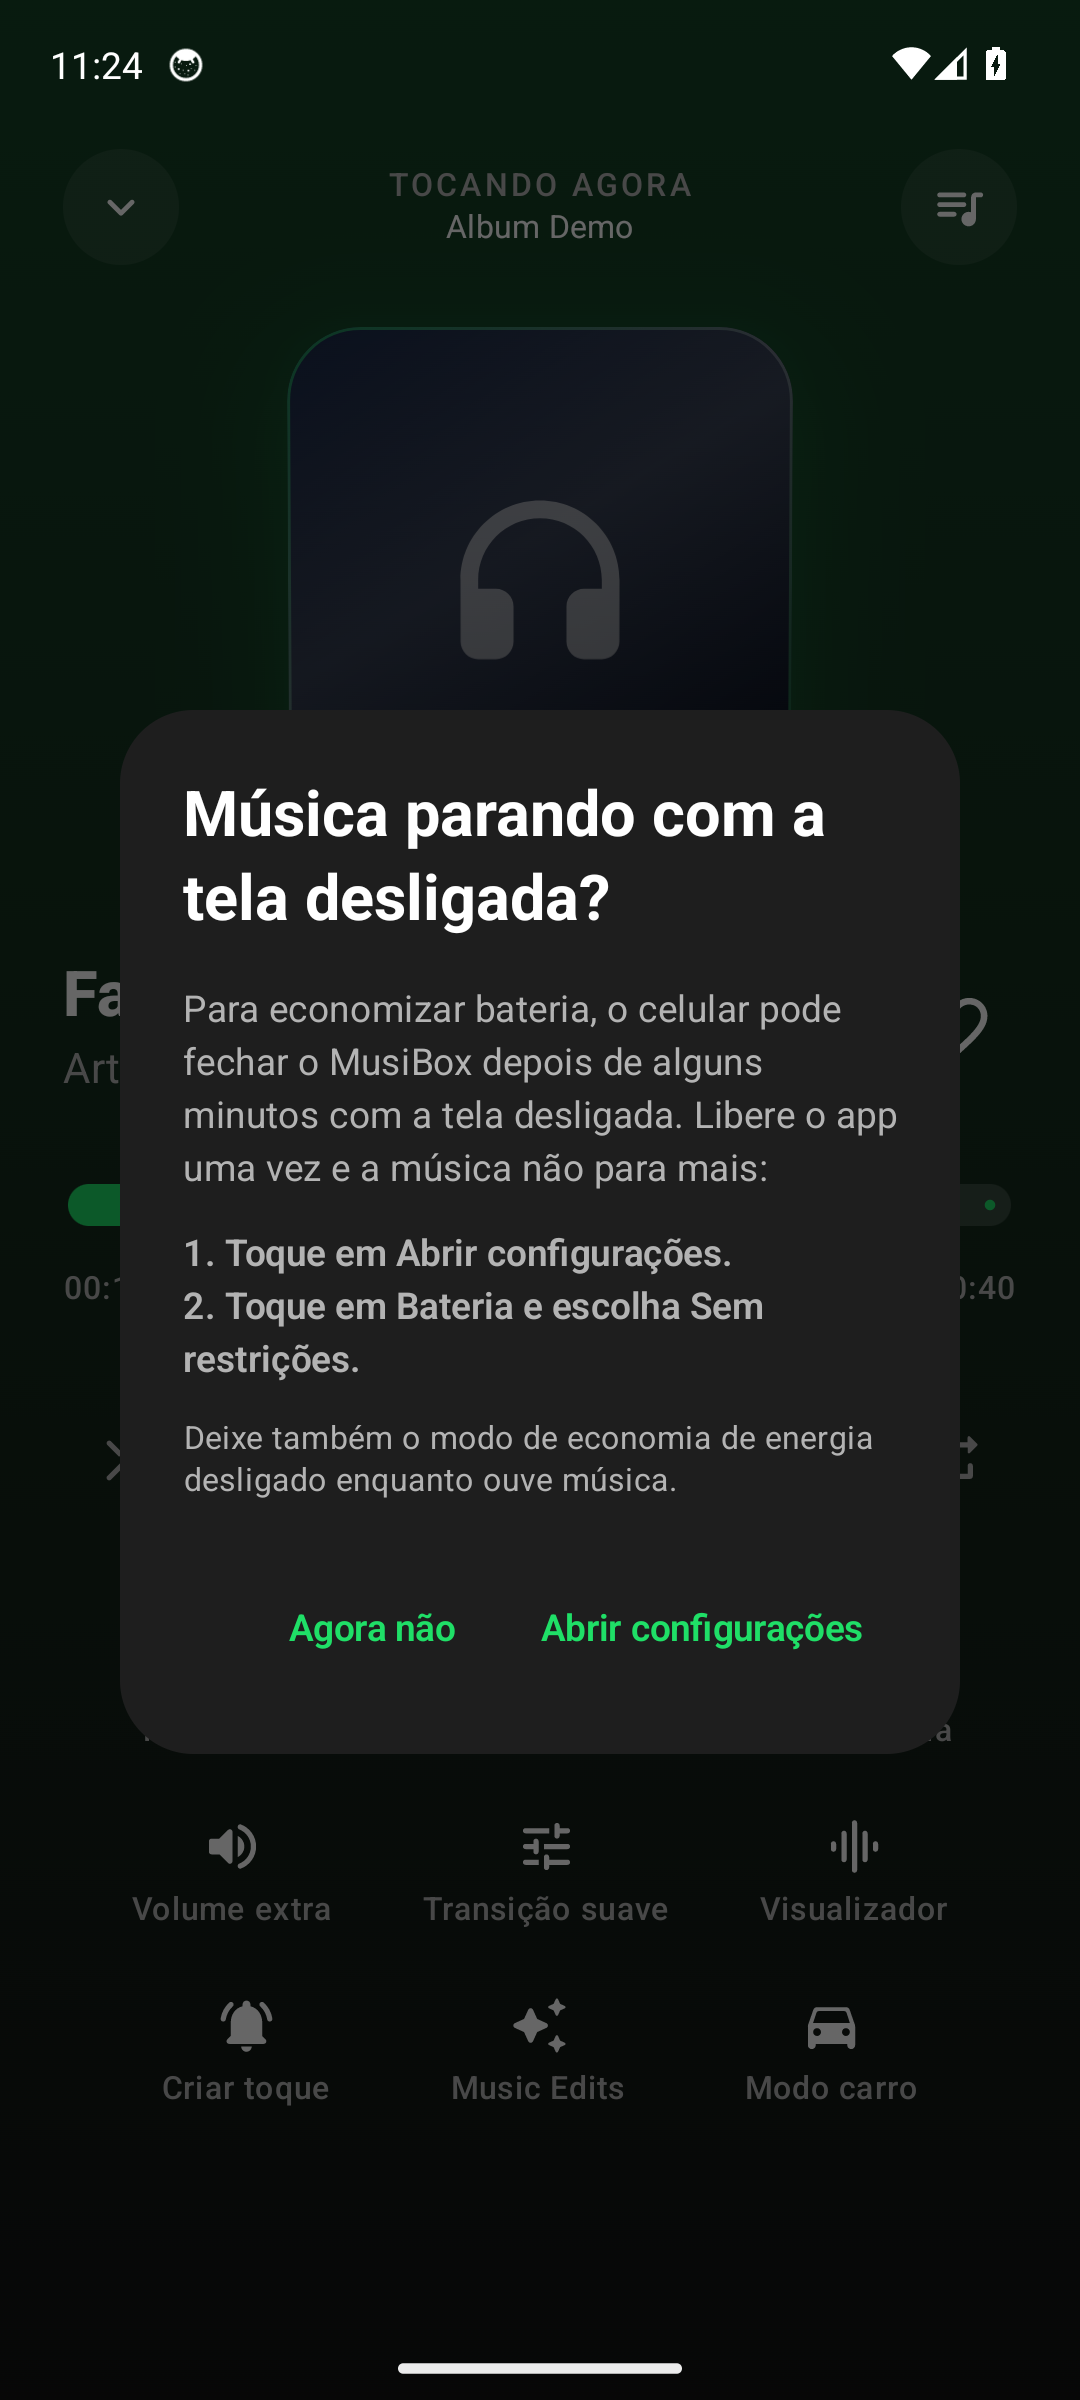 11:24
TOCANDO AGORA
Album Demo
Música parando com a
tela desligada?
Para economizar bateria, o celular pode
fechar o MusiBox depois de alguns
minutos com a tela desligada. Libere o app
uma vez e a música não para mais:
1. Toque em Abrir configurações.
2. Toque em Bateria e escolha Sem
restrições.
Deixe também o modo de economia de energia
desligado enquanto ouve música.
Agora não
Abrir configurações
Volume extra
Transição suave
Visualizador
Criar toque
Music Edits
Modo carro